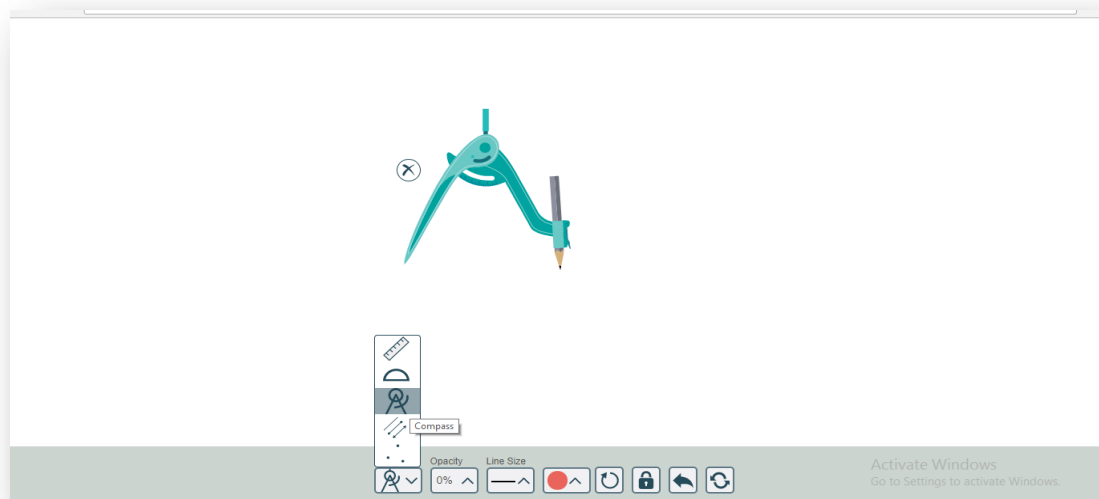 Compass
Opacity
Line Size
0%
Activate Windows
Go to Settings to activate Windows.